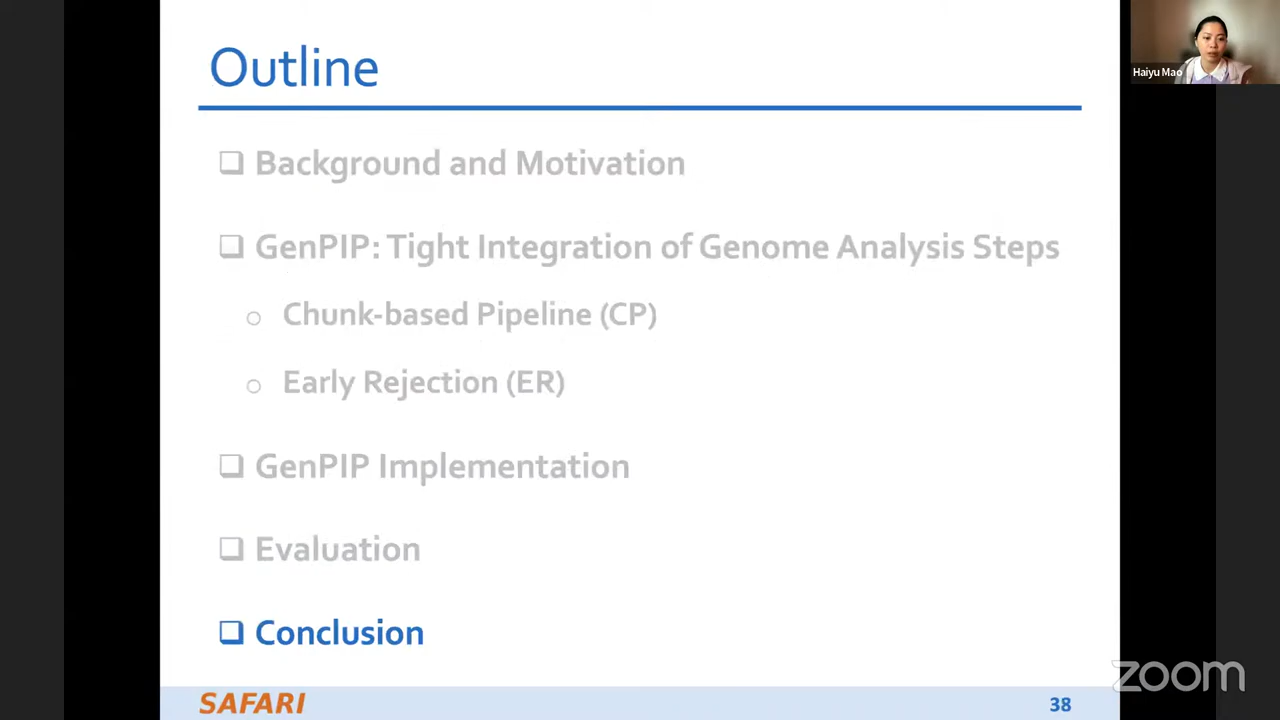 Outline
Haiyu Mao
Background and Motivation
GenPIP: Tight Integration of Genome Analysis Steps
Chunk-based Pipeline (CP)
Early Rejection (ER)
GenPIP Implementation
Evaluation
Conclusion
zoom
SAFARI
38